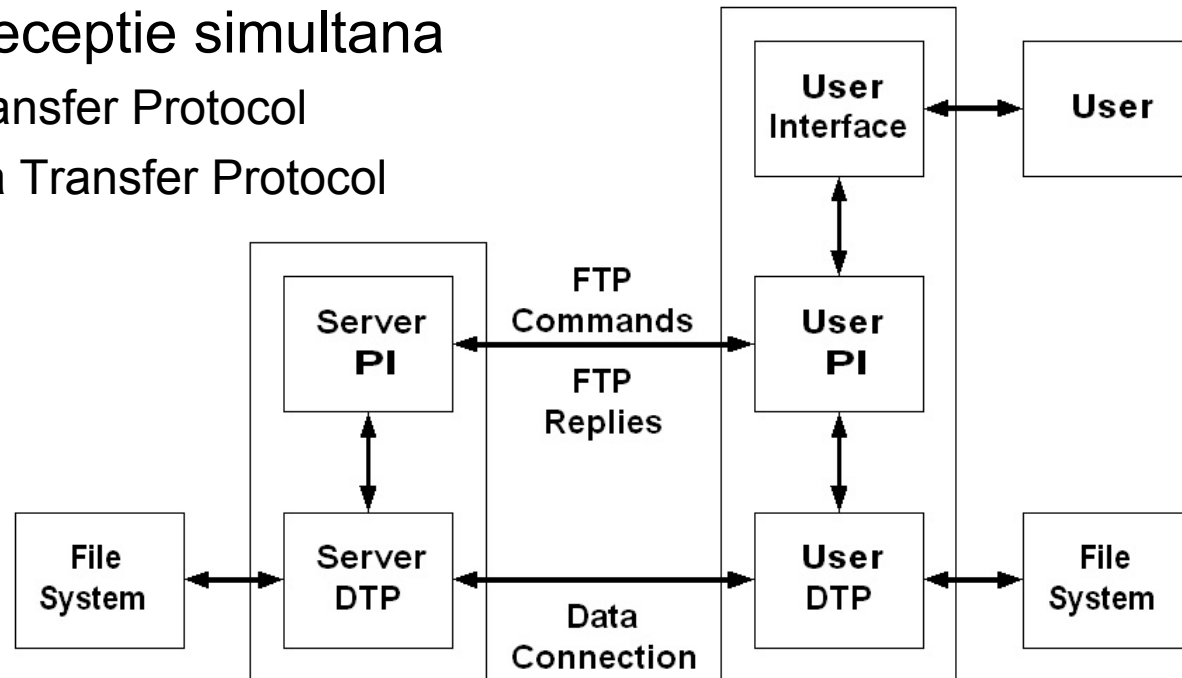 eceptie simultana
ansfer Protocol
a Transfer Protocol
User
Interface
User
FTP
Commands
Server
PI
User
PI
FTP
Replies
File
System
Server
DTP
User
DTP
File
System
Data
Connection